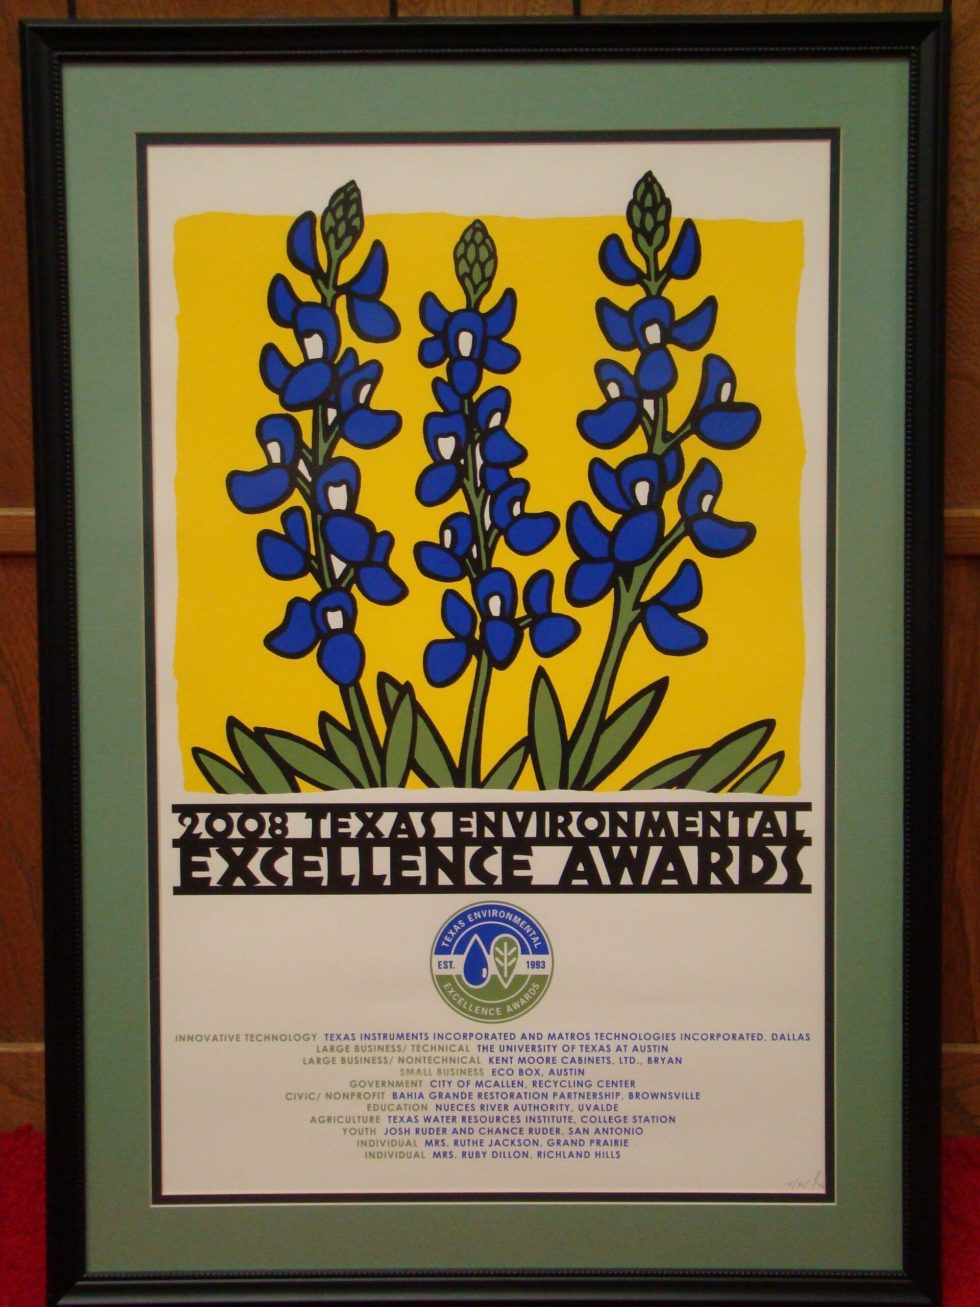 2008 TEXAS ENVIRONMENTAL
EXCELLENCE AWARDS
TEXAS ENVIRONMENTAL
EST. 1993
EXCELLENCE AWARDS
INNOVATIVE TECHNOLOGY TEXAS INSTRUMENTS INCORPORATED AND MATROS TECHNOLOGIES INCORPORATED, DALLAS
LARGE BUSINESS/ TECHNICAL THE UNIVERSITY OF TEXAS AT AUSTIN
LARGE BUSINESS/ NONTECHNICAL KENT MOORE CABINETS, LTD., BRYAN
SMALL BUSINESS ECO BOX, AUSTIN
GOVERNMENT CITY OF MCALLEN, RECYCLING CENTER
CIVIC/ NONPROFIT BAHIA GRANDE RESTORATION PARTNERSHIP, BROWNSVILLE
EDUCATION NUECES RIVER AUTHORITY, UVALDE
AGRICULTURE TEXAS WATER RESOURCES INSTITUTE, COLLEGE STATION
YOUTH JOSH RUDER AND CHANCE RUDER, SAN ANTONIO
INDIVIDUAL MRS. RUTHE JACKSON, GRAND PRAIRIE
INDIVIDUAL MRS. RUBY DILLON, RICHLAND HILLS